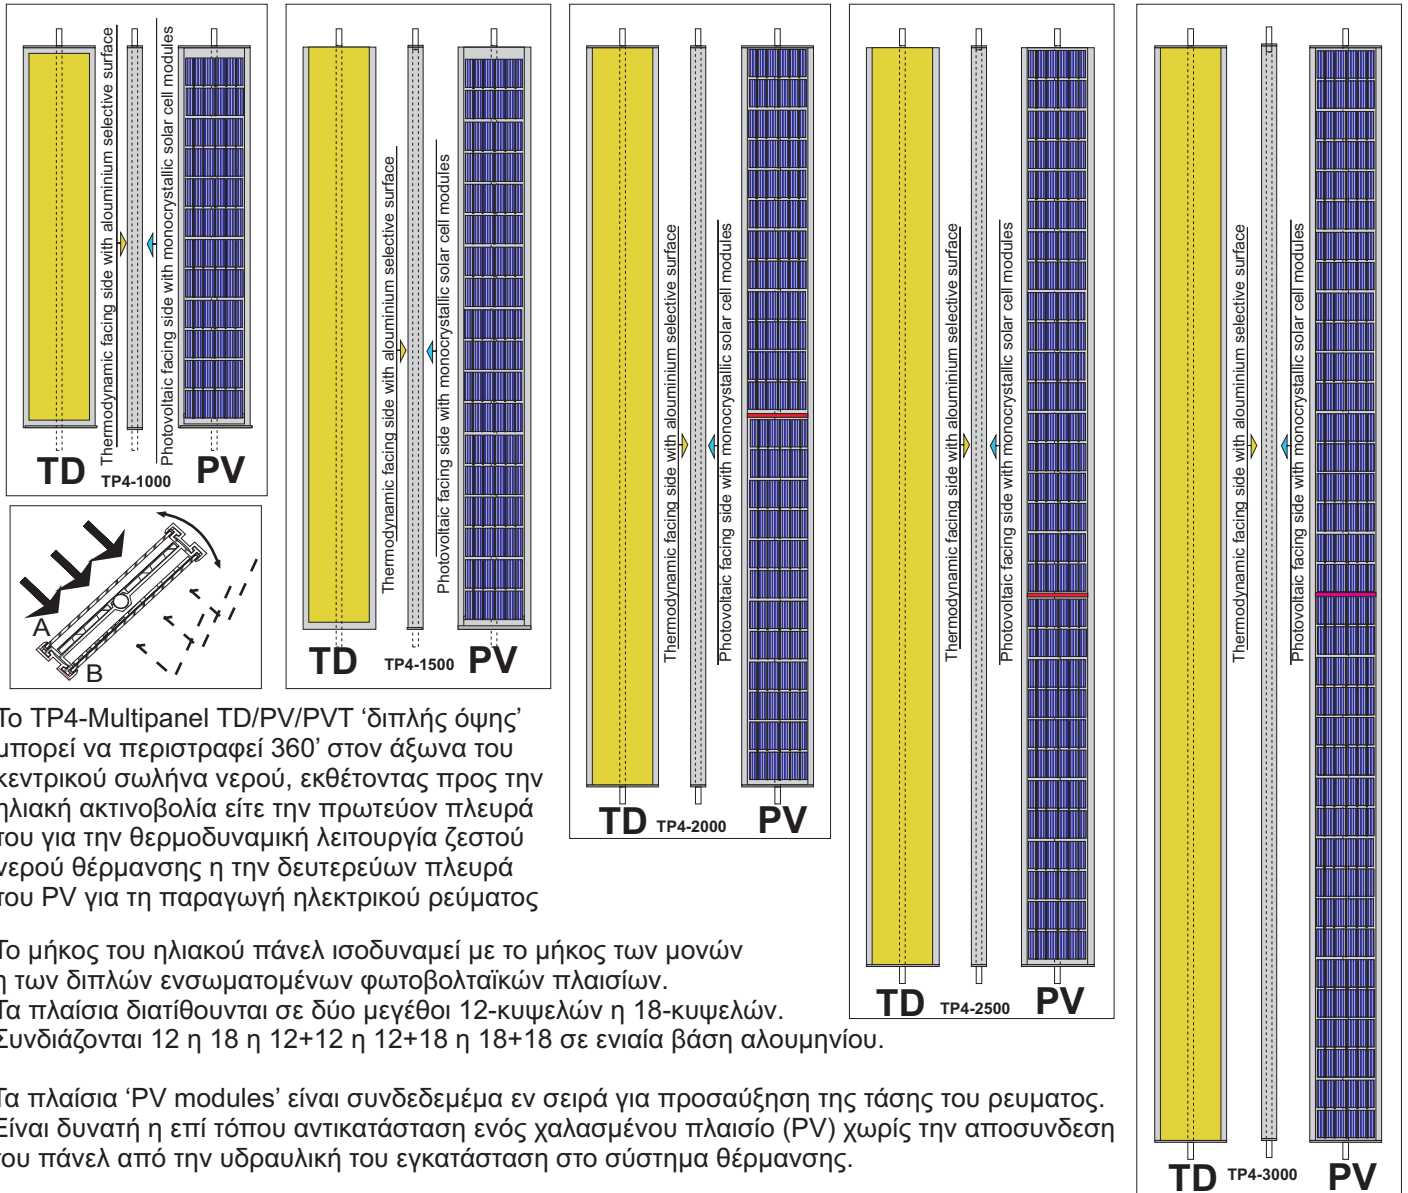 Thermodynamic facing side with alouminium selective surface
Photovoltaic facing side with monocrystallic solar cell modules
TD TP4-1000 PV
Thermodynamic facing side with alouminium selective surface
Photovoltaic facing side with monocrystallic solar cell modules
TD TP4-1500 PV
Thermodynamic facing side with alouminium selective surface
Photovoltaic facing side with monocrystallic solar cell modules
TD TP4-2000 PV
Thermodynamic facing side with alouminium selective surface
Photovoltaic facing side with monocrystallic solar cell modules
TD TP4-2500 PV
Thermodynamic facing side with alouminium selective surface
Photovoltaic facing side with monocrystallic solar cell modules
TD TP4-3000 PV
A
B
Το TP4-Multipanel TD/PV/PVT ‘διπλής όψης’
μπορεί να περιστραφεί 360’ στον άξωνα του
κεντρικού σωλήνα νερού, εκθέτοντας προς την
ηλιακή ακτινοβολία είτε την πρωτεύον πλευρά
του για την θερμοδυναμική λειτουργία ζεστού
νερού θέρμανσης η την δευτερεύων πλευρά
του PV για τη παραγωγή ηλεκτρικού ρεύματος
Το μήκος του ηλιακού πάνελ ισοδυναμεί με το μήκος των μονών
η των διπλών ενσωματομένων φωτοβολταϊκών πλαισίων.
Τα πλαίσια διατίθουνται σε δύο μεγέθοι 12-κυψελών η 18-κυψελών.
Συνδιάζονται 12 η 18 η 12+12 η 12+18 η 18+18 σε ενιαία βάση αλουμηνίου.
Τα πλαίσια ‘PV modules’ είναι συνδεδεμέμα εν σειρά για προσαύξηση της τάσης του ρευματος.
Είναι δυνατή η επί τόπου αντικατάσταση ενός χαλασμένου πλαισίο (PV) χωρίς την αποσυνδεση
του πάνελ από την υδραυλική του εγκατάσταση στο σύστημα θέρμανσης.